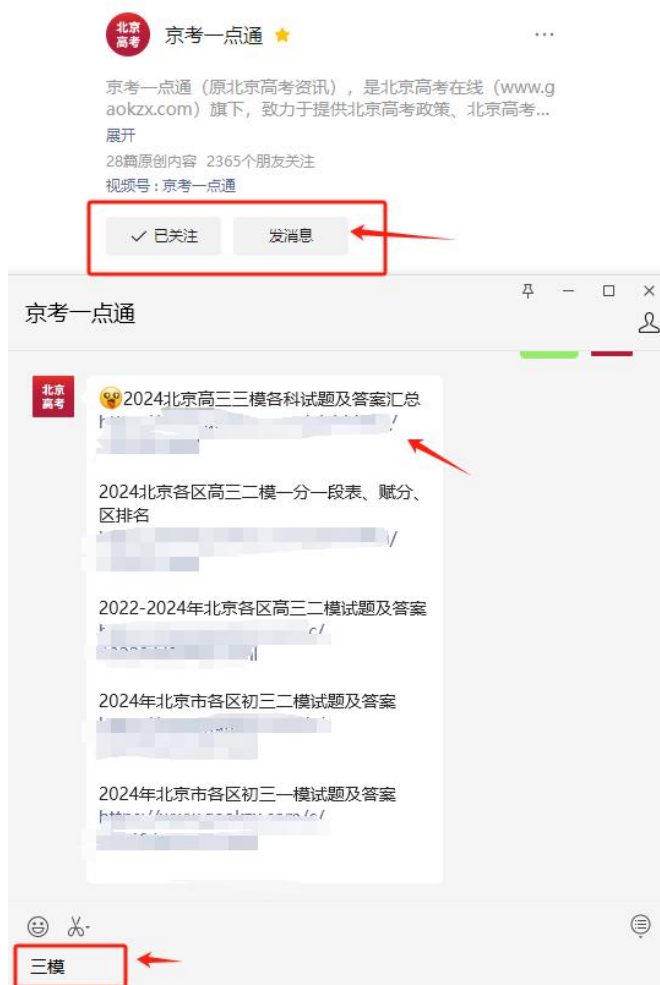 北京
高考
京考一点通
京考一点通（原北京高考资讯），是北京高考在线（www.g
aokzx.com）旗下，致力于提供北京高考政策、北京高考...
展开
28篇原创内容 2365个朋友关注
视频号：京考一点通
已关注
发消息
京考一点通
北京
高考
2024北京高三三模各科试题及答案汇总
2024北京各区高三二模一分一段表、赋分、
区排名
2022-2024年北京各区高三二模试题及答案
2024年北京市各区初三二模试题及答案
2024年北京市各区初三一模试题及答案
三模